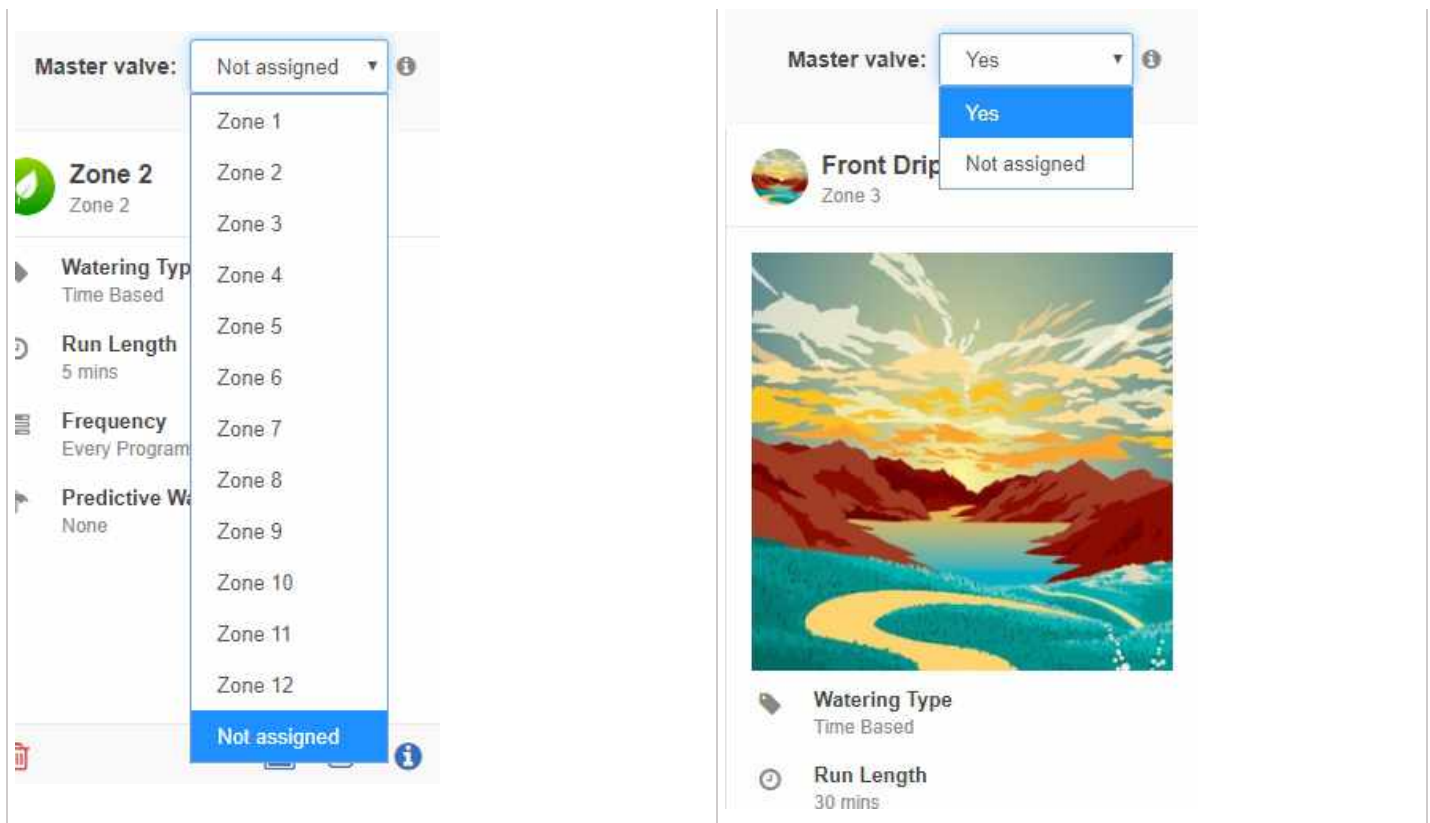 Master valve:
Not assigned
Zone 1
Zone 2
Zone 3
Zone 4
Zone 5
Zone 6
Zone 7
Zone 8
Zone 9
Zone 10
Zone 11
Zone 12
Not assigned
Zone 2
Zone 2
Watering Typ
Time Based
Run Length
5 mins
Frequency
Every Program
Predictive Wa
None
Master valve:
Yes
Yes
Not assigned
Front Drip
Zone 3
Watering Type
Time Based
Run Length
30 mins